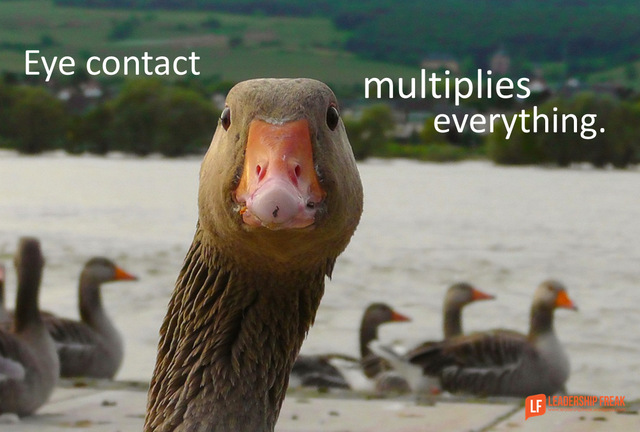 Eye contact
multiplies
everything.
LF LEADERSHIP FREAK